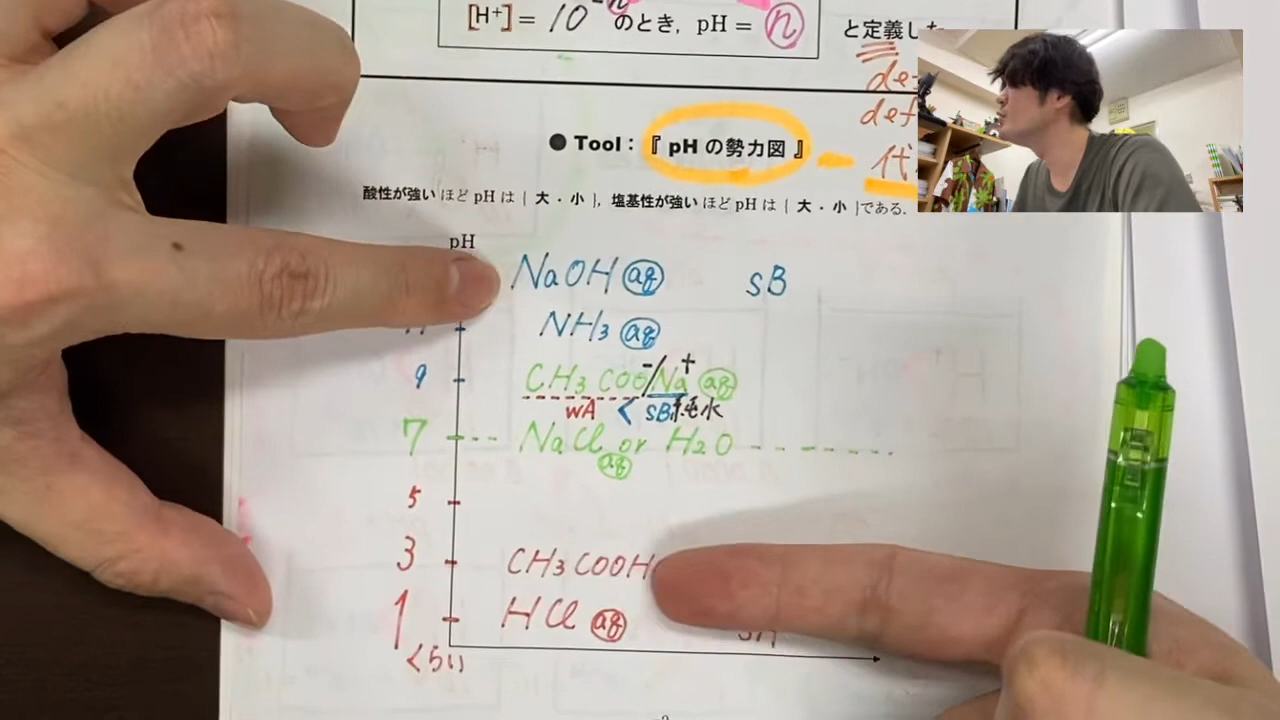 [H⁺] = 10⁻ⁿ のとき, pH = ⓝ と定義した
● Tool : 『 pH の勢力図 』
代
酸性が強い ほど pH は { 大 ・ 小 }, 塩基性が強い ほど pH は { 大 ・ 小 }である.
pH
NaOH aq sB
NH₃ aq
9 CH₃COO⁻/Na⁺ aq
wA < sB 純水
7 NaCl or H₂O
aq
5
3 CH₃COOH
1 HCl aq
くらい